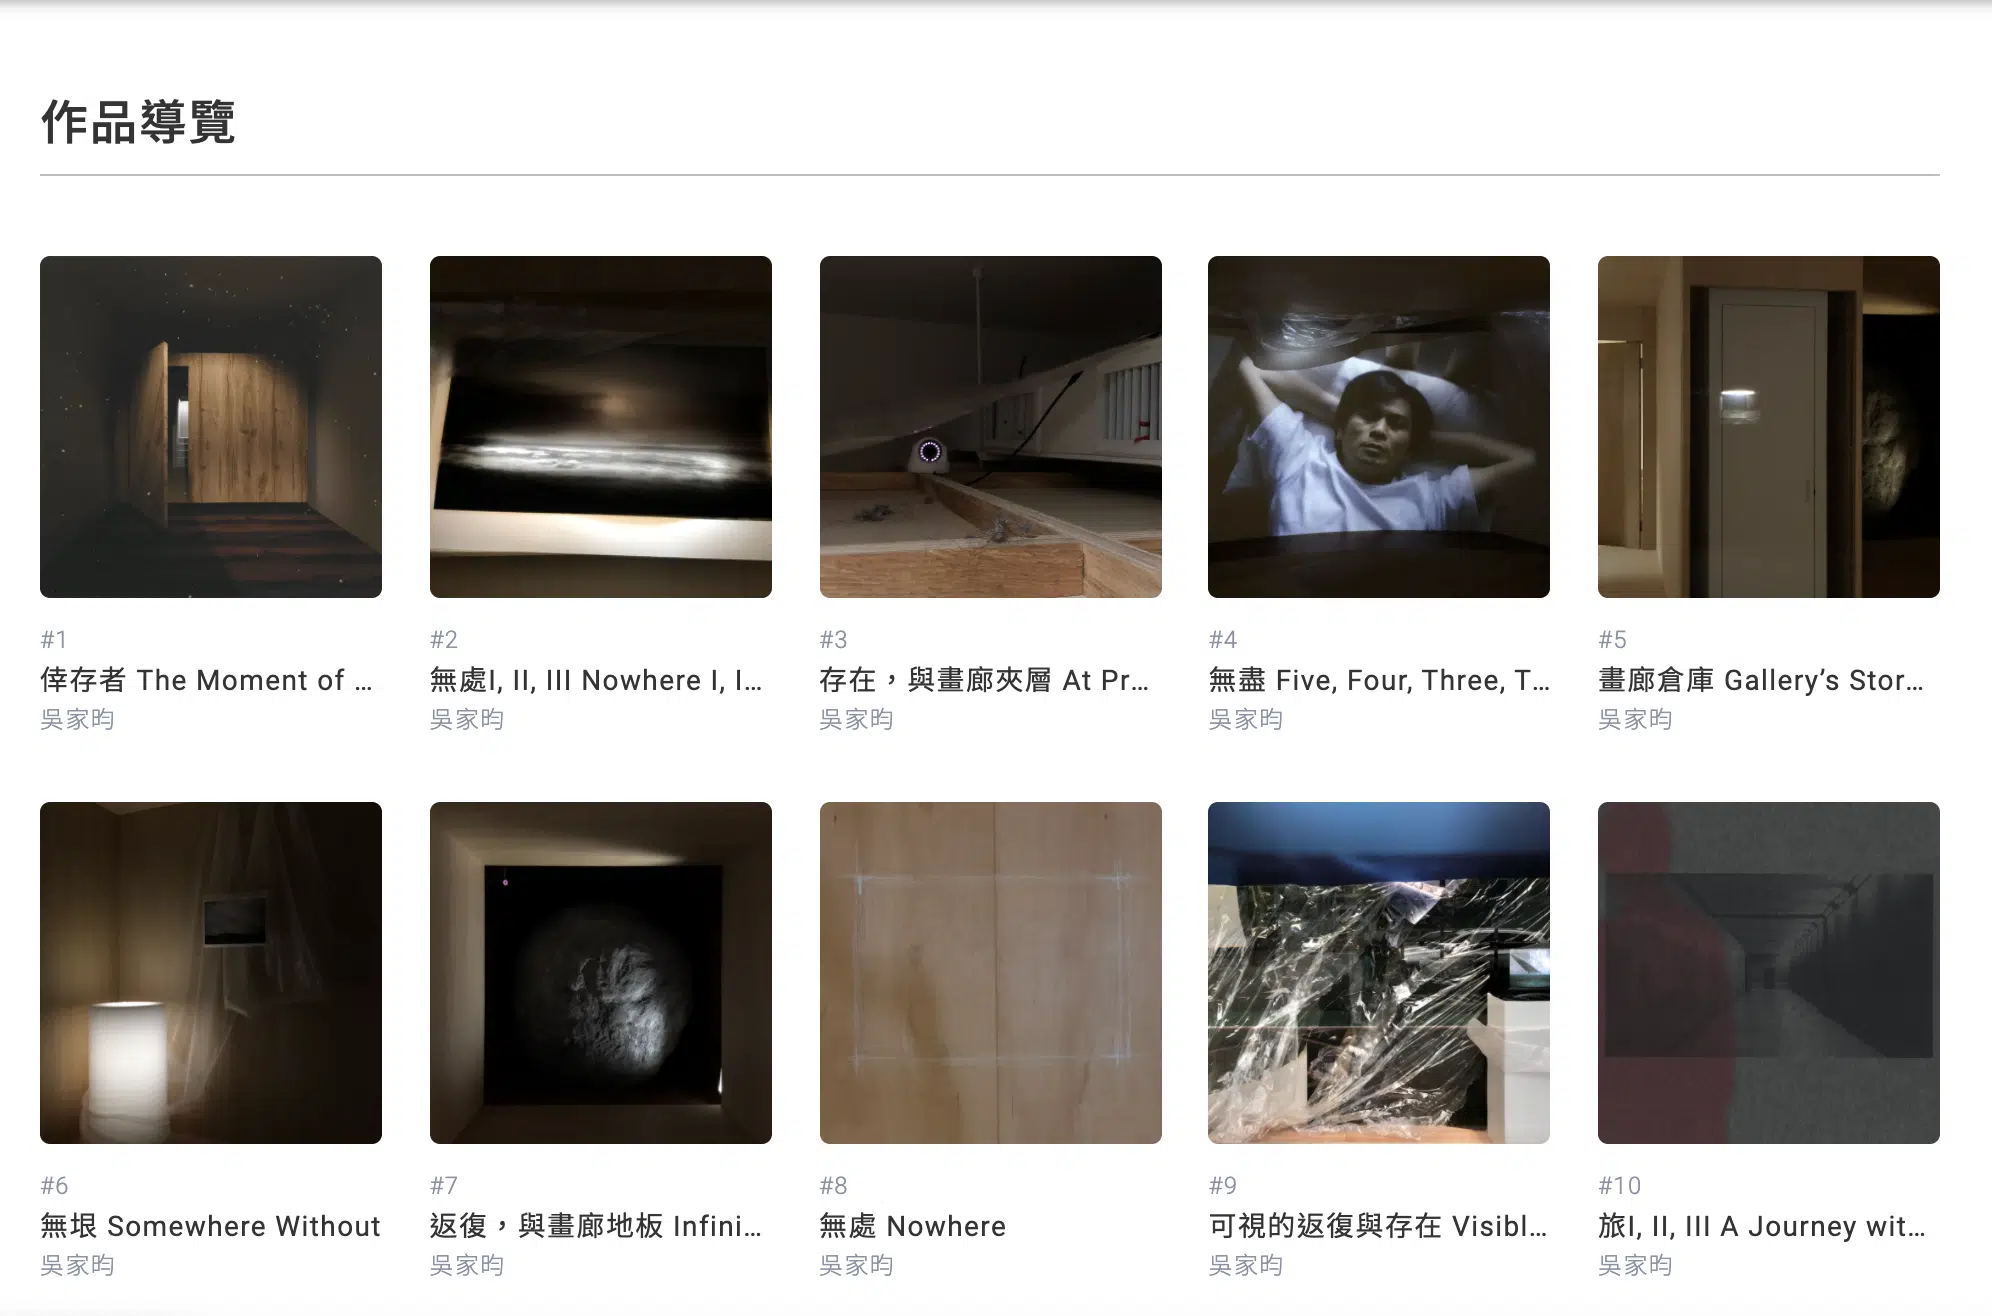 作品導覽
#1
倖存者 The Moment of ...
吳家昀
#2
無處I, II, III Nowhere I, I...
吳家昀
#3
存在，與畫廊夾層 At Pr...
吳家昀
#4
無盡 Five, Four, Three, T...
吳家昀
#5
畫廊倉庫 Gallery’s Stor...
吳家昀
#6
無垠 Somewhere Without
吳家昀
#7
返復，與畫廊地板 Infini...
吳家昀
#8
無處 Nowhere
吳家昀
#9
可視的返復與存在 Visibl...
吳家昀
#10
旅I, II, III A Journey wit...
吳家昀